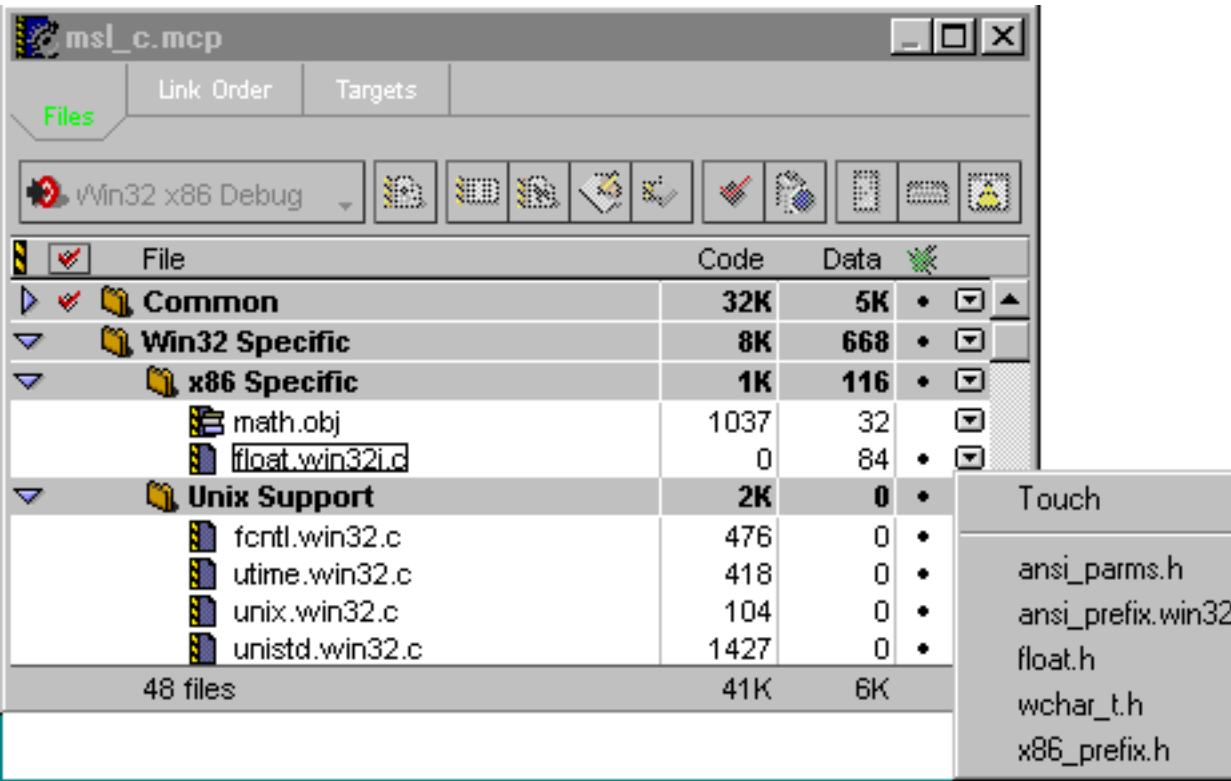 msl_c.mcp
Link Order Targets
Files
Win32 x86 Debug
File Code Data
Common 32K 5K
Win32 Specific 8K 668
x86 Specific 1K 116
math.obj 1037 32
float.win32i.c 0 84
Unix Support 2K 0
Touch
fcntl.win32.c 476 0
utime.win32.c 418 0
ansi_parms.h
unix.win32.c 104 0
ansi_prefix.win32
unistd.win32.c 1427 0
float.h
48 files 41K 6K
wchar_t.h
x86_prefix.h